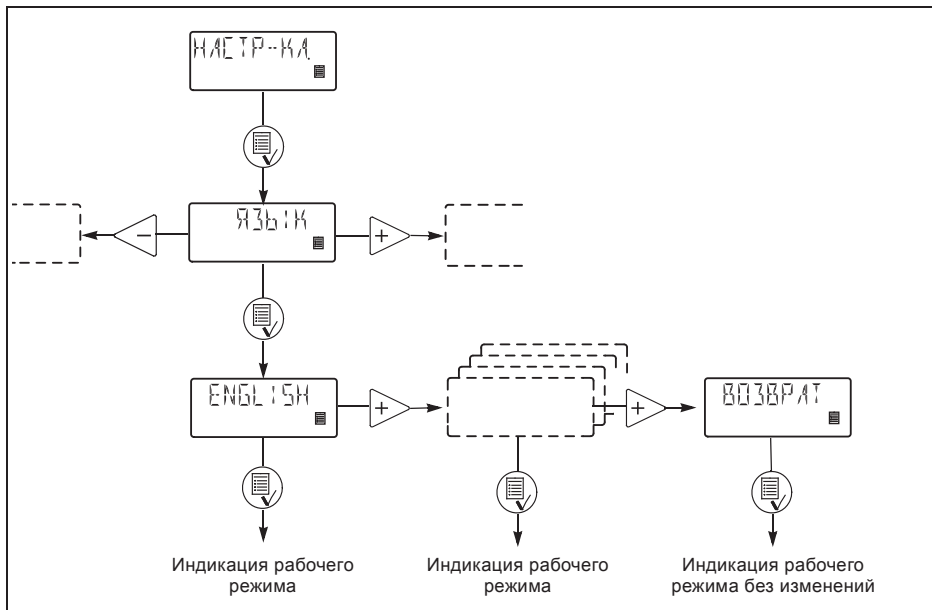 НАСТР-КА.
ЯЗЫК
ENGLISH
ВОЗВРАТ
Индикация рабочего
режима
Индикация рабочего
режима
Индикация рабочего
режима без изменений